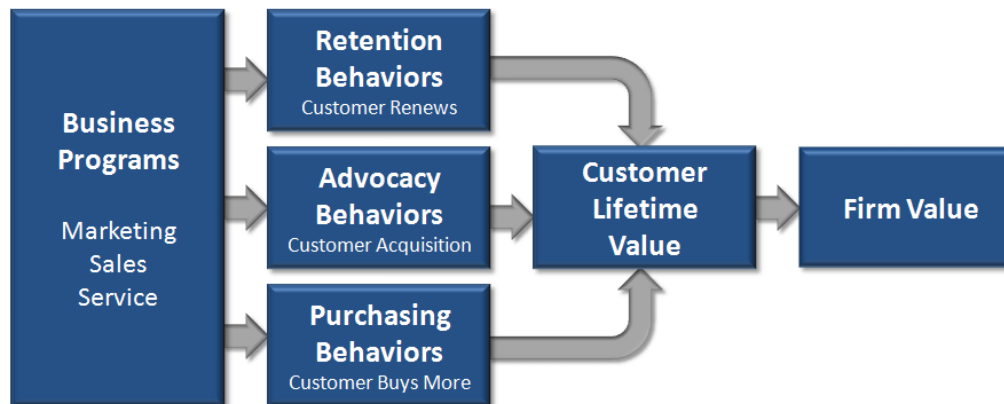 Business
Programs
Marketing
Sales
Service
Retention
Behaviors
Customer Renews
Advocacy
Behaviors
Customer Acquisition
Purchasing
Behaviors
Customer Buys More
Customer
Lifetime
Value
Firm Value